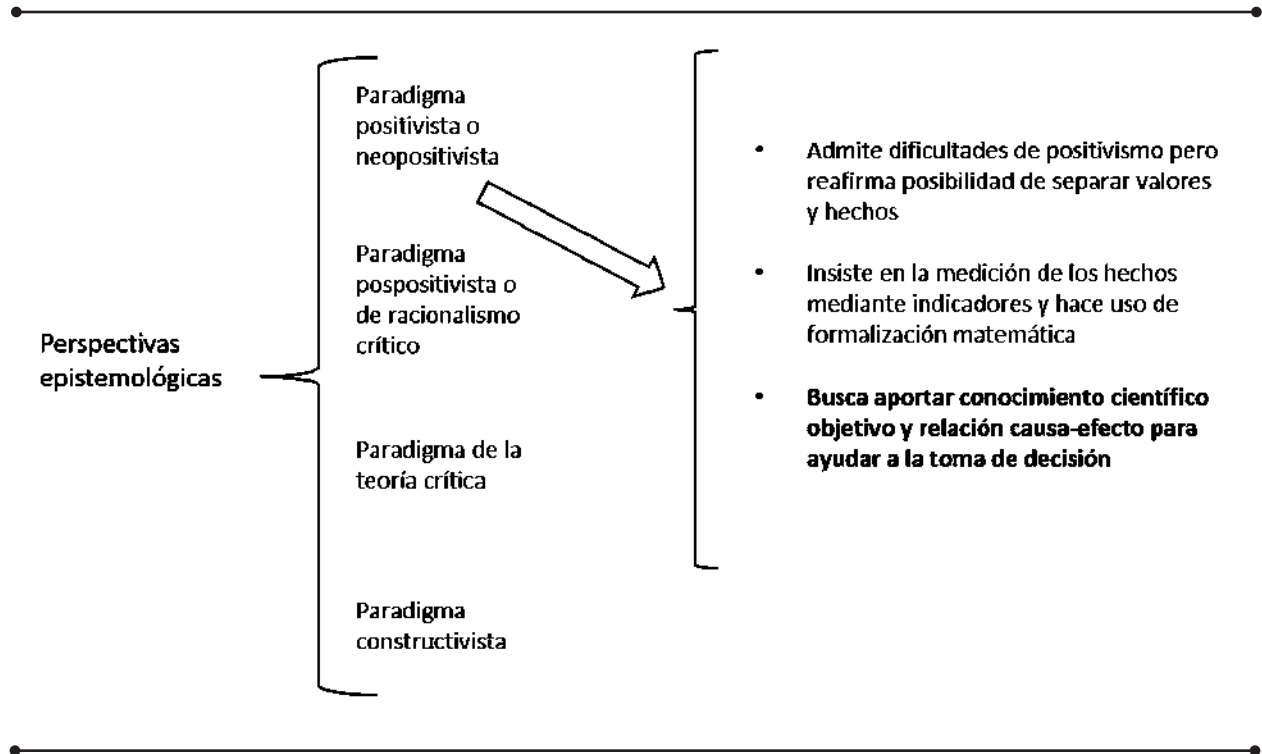 Perspectivas
epistemológicas
Paradigma
positivista o
neopositivista
Paradigma
pospositivista o
de racionalismo
crítico
Paradigma de la
teoría crítica
Paradigma
constructivista
• Admite dificultades de positivismo pero
reafirma posibilidad de separar valores
y hechos
• Insiste en la medición de los hechos
mediante indicadores y hace uso de
formalización matemática
• Busca aportar conocimiento científico
objetivo y relación causa-efecto para
ayudar a la toma de decisión